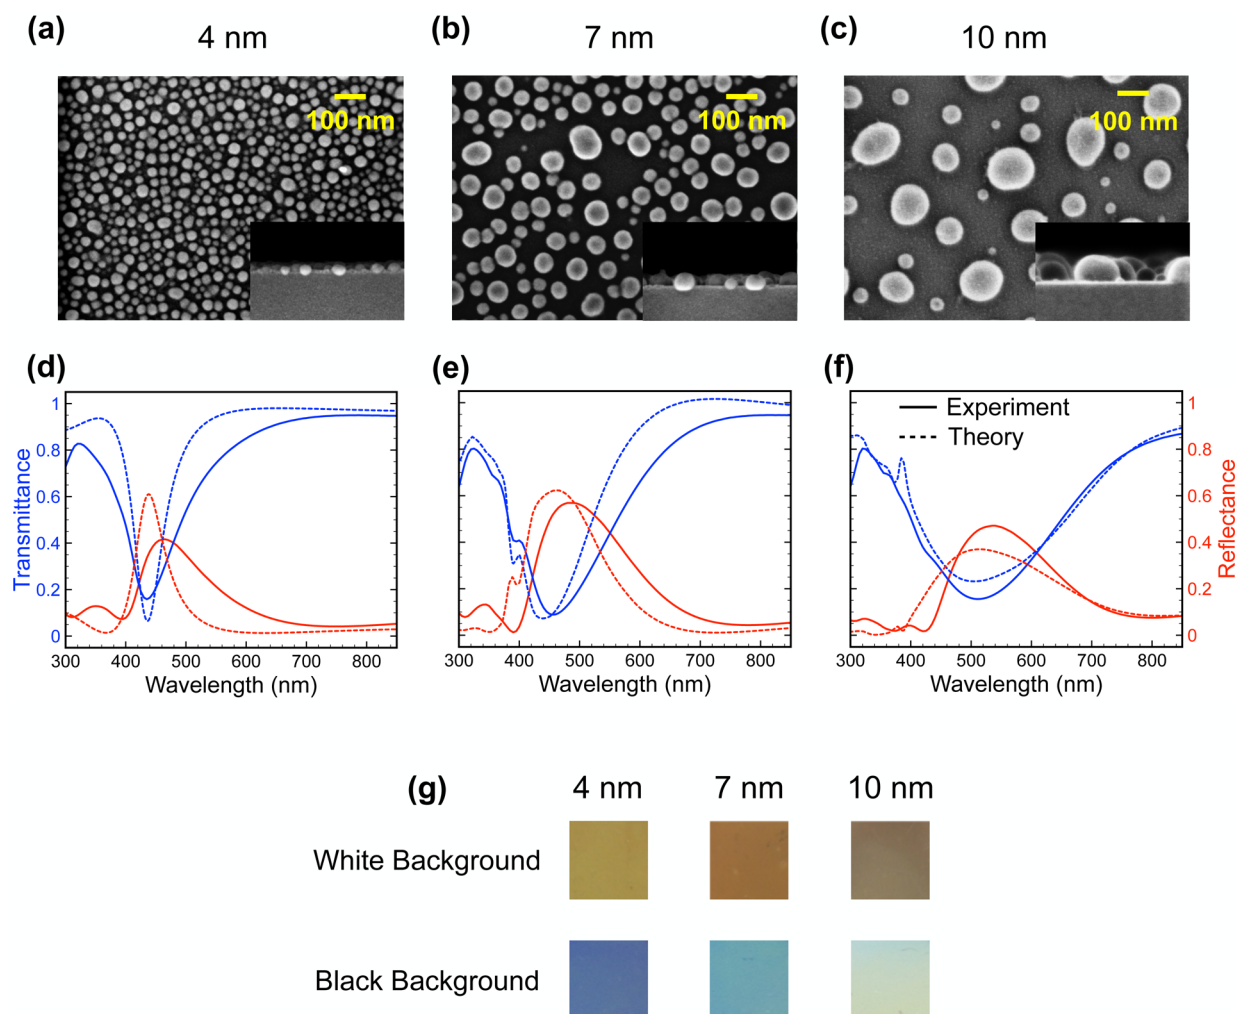 (a) 4 nm (b) 7 nm (c) 10 nm
100 nm 100 nm 100 nm
(d) (e) (f)
Transmittance
1
0.8
0.6
0.4
0.2
0
300 400 500 600 700 800
Wavelength (nm)
300 400 500 600 700 800
Wavelength (nm)
Experiment
Theory
300 400 500 600 700 800
Wavelength (nm)
1
0.8
0.6
0.4
0.2
0
Reflectance
(g) 4 nm 7 nm 10 nm
White Background
Black Background